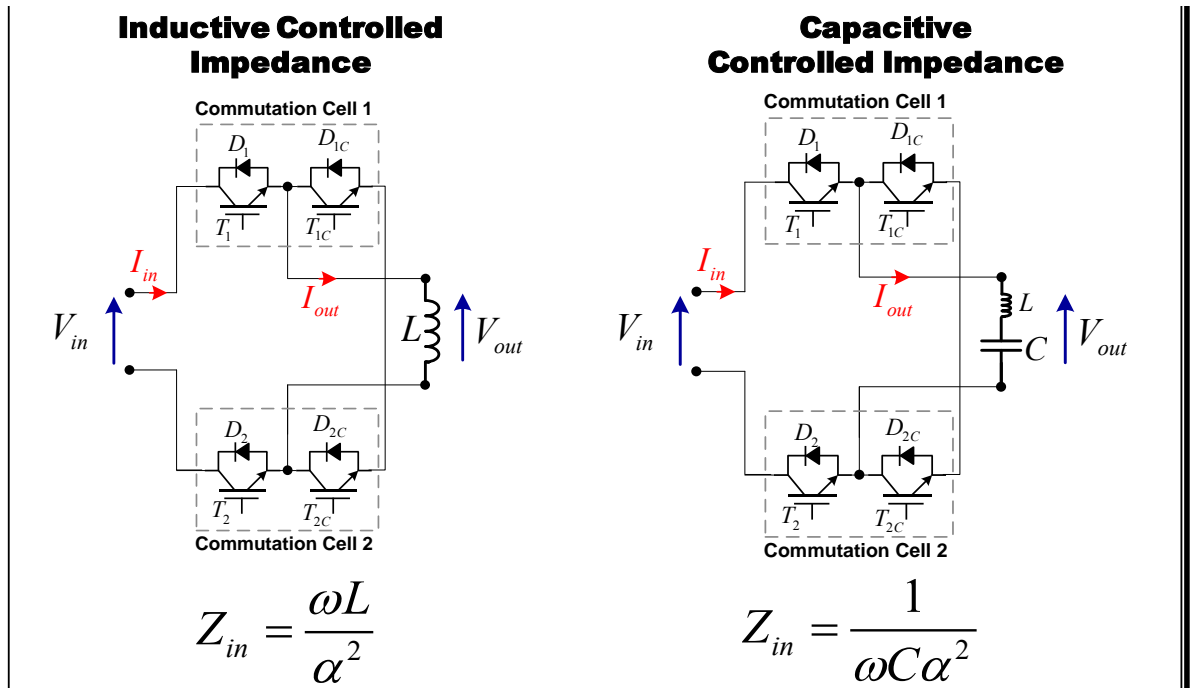 Inductive Controlled
Impedance
Commutation Cell 1
D1
D1C
T1
T1C
Iin
Iout
Vin
L
Vout
D2
D2C
T2
T2C
Commutation Cell 2
Zin = ωL / α²
Capacitive
Controlled Impedance
Commutation Cell 1
D1
D1C
T1
T1C
Iin
Iout
Vin
L
C
Vout
D2
D2C
T2
T2C
Commutation Cell 2
Zin = 1 / ωCα²